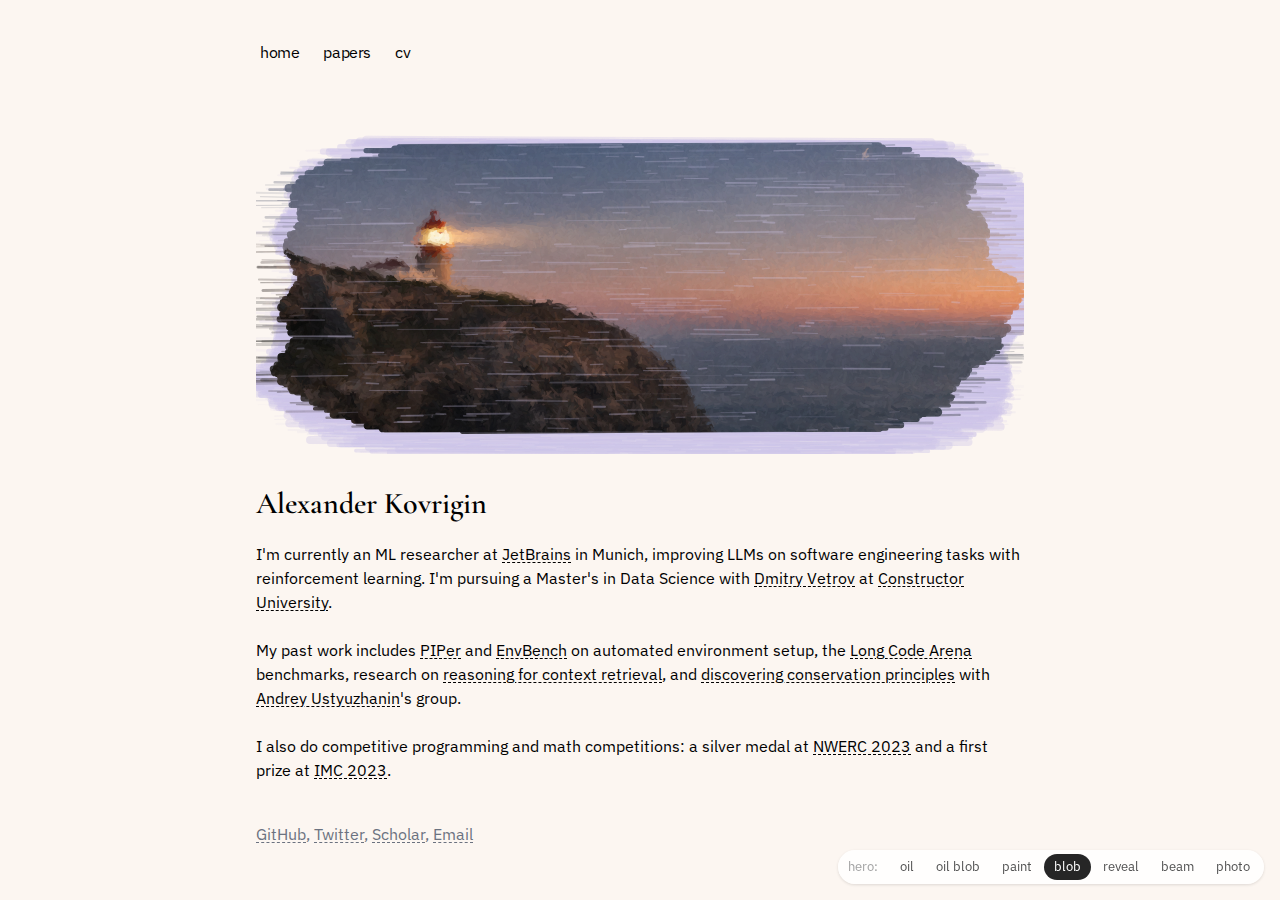 home papers cv
Alexander Kovrigin
I'm currently an ML researcher at JetBrains in Munich, improving LLMs on software engineering tasks with
reinforcement learning. I'm pursuing a Master's in Data Science with Dmitry Vetrov at Constructor
University.
My past work includes PIPer and EnvBench on automated environment setup, the Long Code Arena
benchmarks, research on reasoning for context retrieval, and discovering conservation principles with
Andrey Ustyuzhanin's group.
I also do competitive programming and math competitions: a silver medal at NWERC 2023 and a first
prize at IMC 2023.
GitHub, Twitter, Scholar, Email
hero: oil oil blob paint blob reveal beam photo